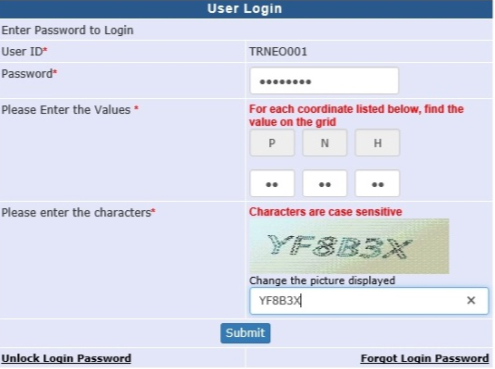 User Login
Enter Password to Login
User ID*
TRNEO001
Password*
••••••••
Please Enter the Values *
For each coordinate listed below, find the
value on the grid
P N H
•• •• ••
Please enter the characters*
Characters are case sensitive
YF8B3X
Change the picture displayed
YF8B3X ×
Submit
Unlock Login Password
Forgot Login Password